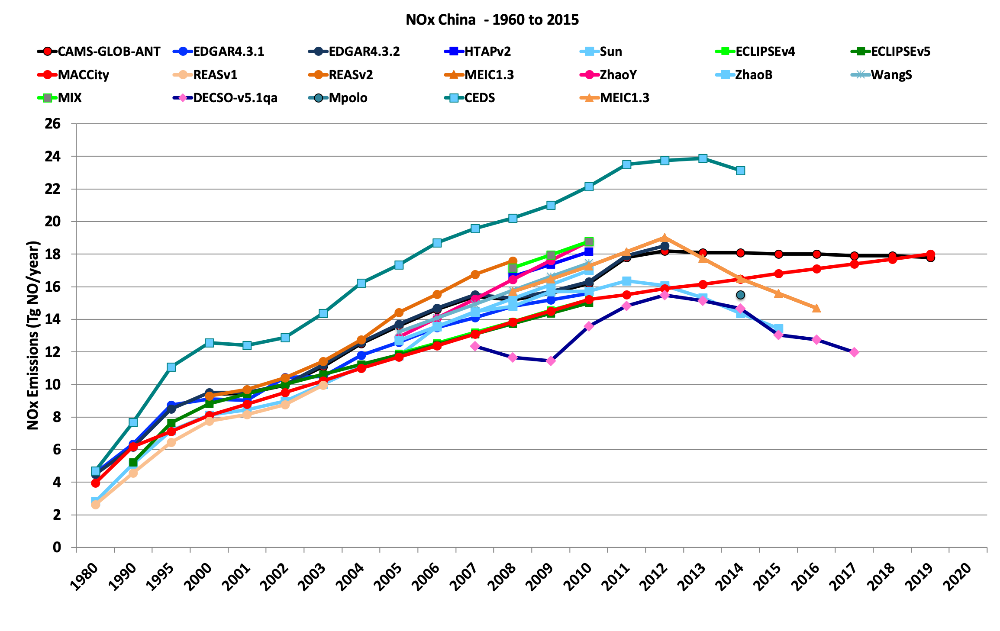 NOx China - 1960 to 2015
CAMS-GLOB-ANT EDGAR4.3.1 EDGAR4.3.2 HTAPv2 Sun ECLIPSEv4 ECLIPSEv5
MACCity REASv1 REASv2 MEIC1.3 ZhaoY ZhaoB WangS
MIX DECSO-v5.1qa Mpolo CEDS MEIC1.3
NOx Emissions (Tg NO/year)
26
24
22
20
18
16
14
12
10
8
6
4
2
0
1980 1990 1995 2000 2001 2002 2003 2004 2005 2006 2007 2008 2009 2010 2011 2012 2013 2014 2015 2016 2017 2018 2019 2020